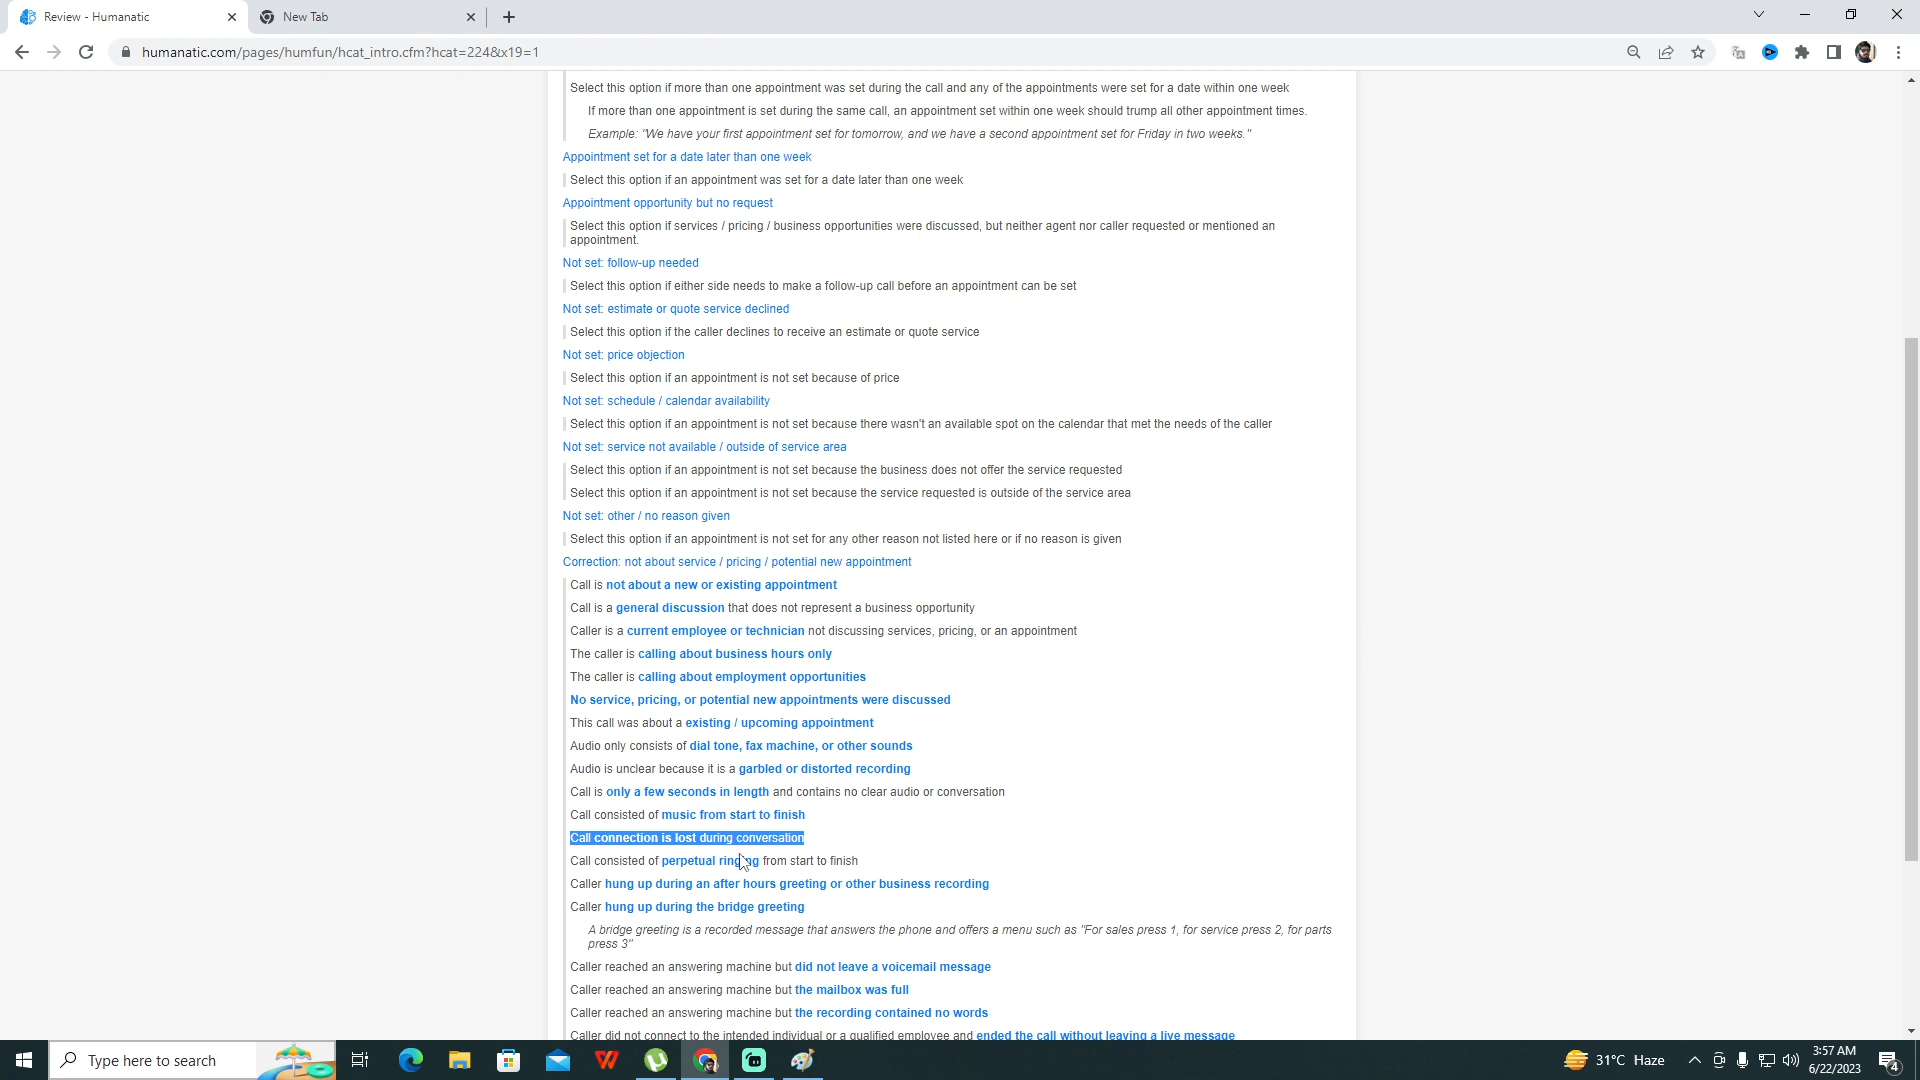 Review - Humanatic
New Tab
humanatic.com/pages/humfun/hcat_intro.cfm?hcat=224&x19=1
Select this option if more than one appointment was set during the call and any of the appointments were set for a date within one week
If more than one appointment is set during the same call, an appointment set within one week should trump all other appointment times.
Example: "We have your first appointment set for tomorrow, and we have a second appointment set for Friday in two weeks."
Appointment set for a date later than one week
Select this option if an appointment was set for a date later than one week
Appointment opportunity but no request
Select this option if services / pricing / business opportunities were discussed, but neither agent nor caller requested or mentioned an
appointment.
Not set: follow-up needed
Select this option if either side needs to make a follow-up call before an appointment can be set
Not set: estimate or quote service declined
Select this option if the caller declines to receive an estimate or quote service
Not set: price objection
Select this option if an appointment is not set because of price
Not set: schedule / calendar availability
Select this option if an appointment is not set because there wasn't an available spot on the calendar that met the needs of the caller
Not set: service not available / outside of service area
Select this option if an appointment is not set because the business does not offer the service requested
Select this option if an appointment is not set because the service requested is outside of the service area
Not set: other / no reason given
Select this option if an appointment is not set for any other reason not listed here or if no reason is given
Correction: not about service / pricing / potential new appointment
Call is not about a new or existing appointment
Call is a general discussion that does not represent a business opportunity
Caller is a current employee or technician not discussing services, pricing, or an appointment
The caller is calling about business hours only
The caller is calling about employment opportunities
No service, pricing, or potential new appointments were discussed
This call was about a existing / upcoming appointment
Audio only consists of dial tone, fax machine, or other sounds
Audio is unclear because it is a garbled or distorted recording
Call is only a few seconds in length and contains no clear audio or conversation
Call consisted of music from start to finish
Call connection is lost during conversation
Call consisted of perpetual ringing from start to finish
Caller hung up during an after hours greeting or other business recording
Caller hung up during the bridge greeting
A bridge greeting is a recorded message that answers the phone and offers a menu such as "For sales press 1, for service press 2, for parts
press 3"
Caller reached an answering machine but did not leave a voicemail message
Caller reached an answering machine but the mailbox was full
Caller reached an answering machine but the recording contained no words
Caller did not connect to the intended individual or a qualified employee and ended the call without leaving a live message
Type here to search
31°C Haze
3:57 AM
6/22/2023
4